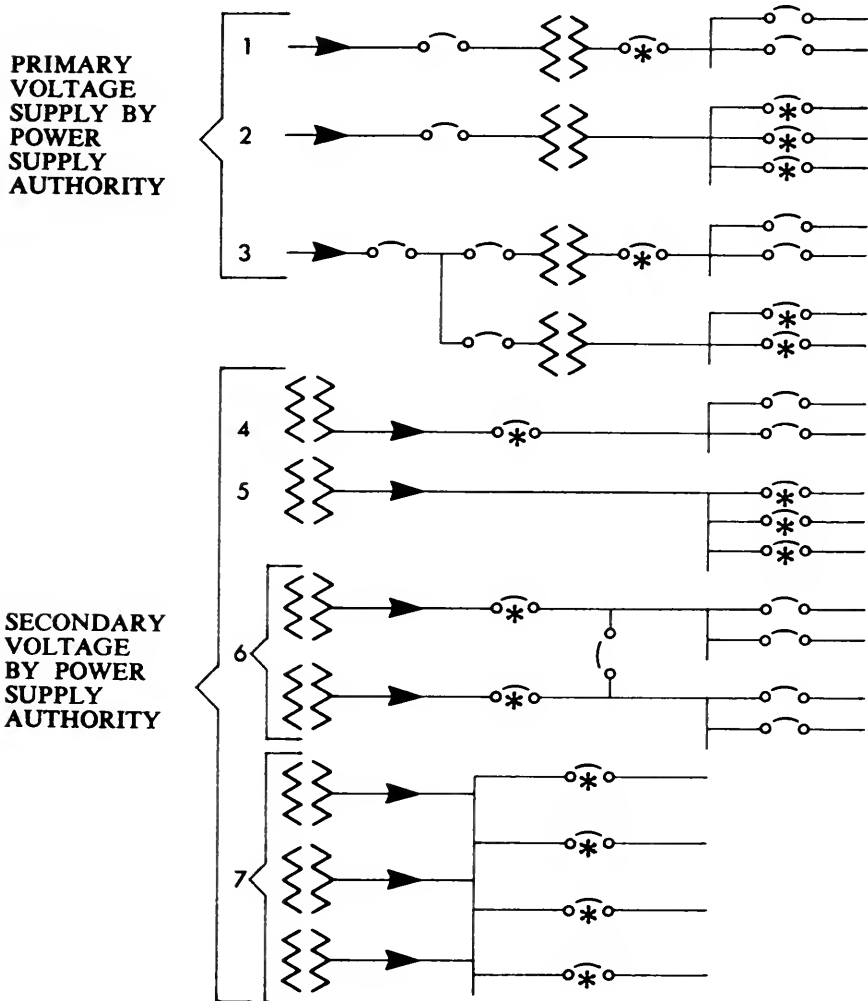 PRIMARY
VOLTAGE
SUPPLY BY
POWER
SUPPLY
AUTHORITY
1
2
3
SECONDARY
VOLTAGE
BY POWER
SUPPLY
AUTHORITY
4
5
6
7